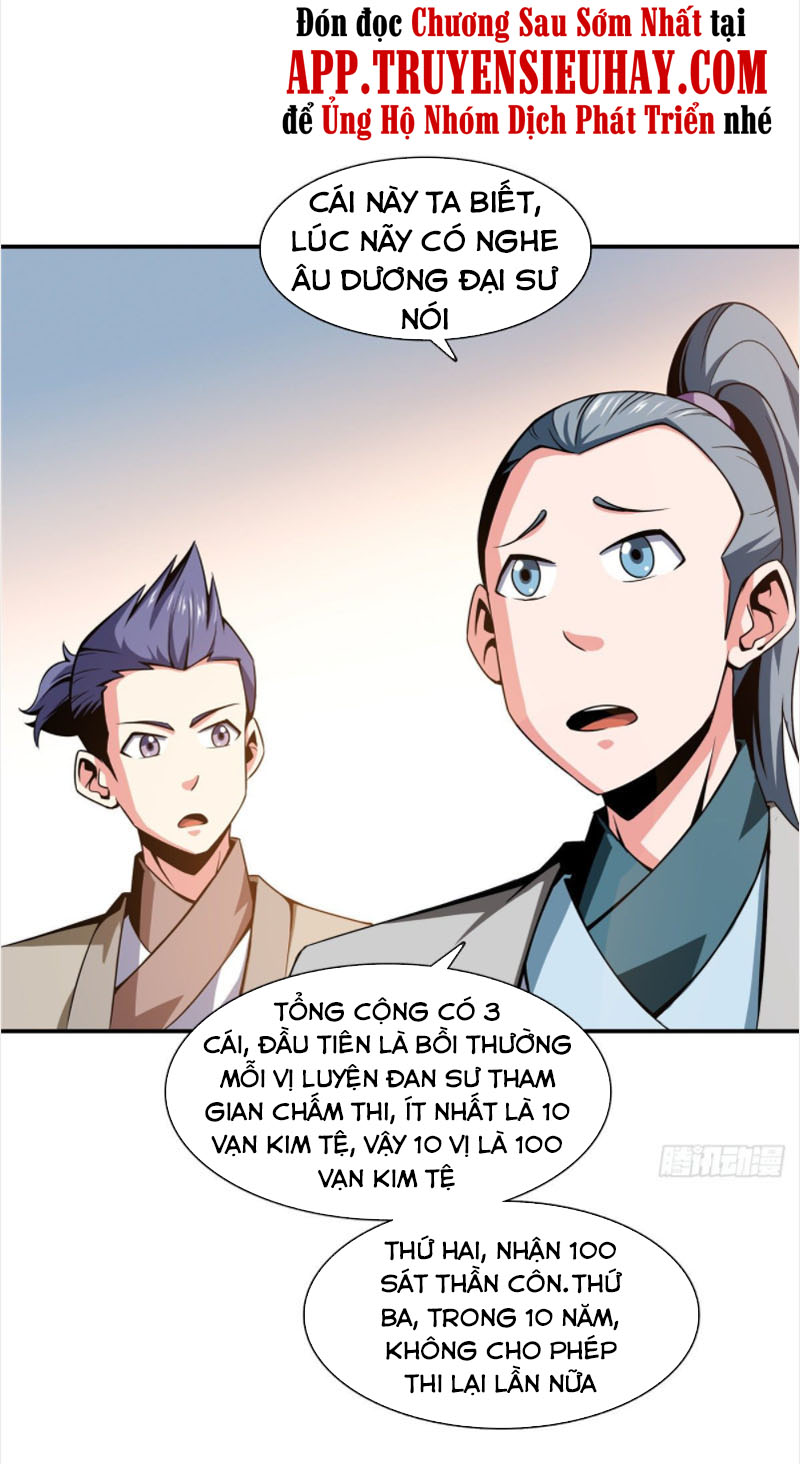 Đón đọc Chương Sau Sớm Nhất tại
APP.TRUYENSIEUHAY.COM
để Ủng Hộ Nhóm Dịch Phát Triển nhé
CÁI NÀY TA BIẾT,
LÚC NÃY CÓ NGHE
ÂU DƯƠNG ĐẠI SƯ
NÓI
TỔNG CỘNG CÓ 3
CÁI, ĐẦU TIÊN LÀ BỒI THƯỜNG
MỖI VỊ LUYỆN ĐAN SƯ THAM
GIAN CHẤM THI, ÍT NHẤT LÀ 10
VẠN KIM TỆ, VẬY 10 VỊ LÀ 100
VẠN KIM TỆ
腾讯动漫
THỨ HAI, NHẬN 100
SÁT THẦN CÔN.THỨ
BA, TRONG 10 NĂM,
KHÔNG CHO PHÉP
THI LẠI LẦN NỮA